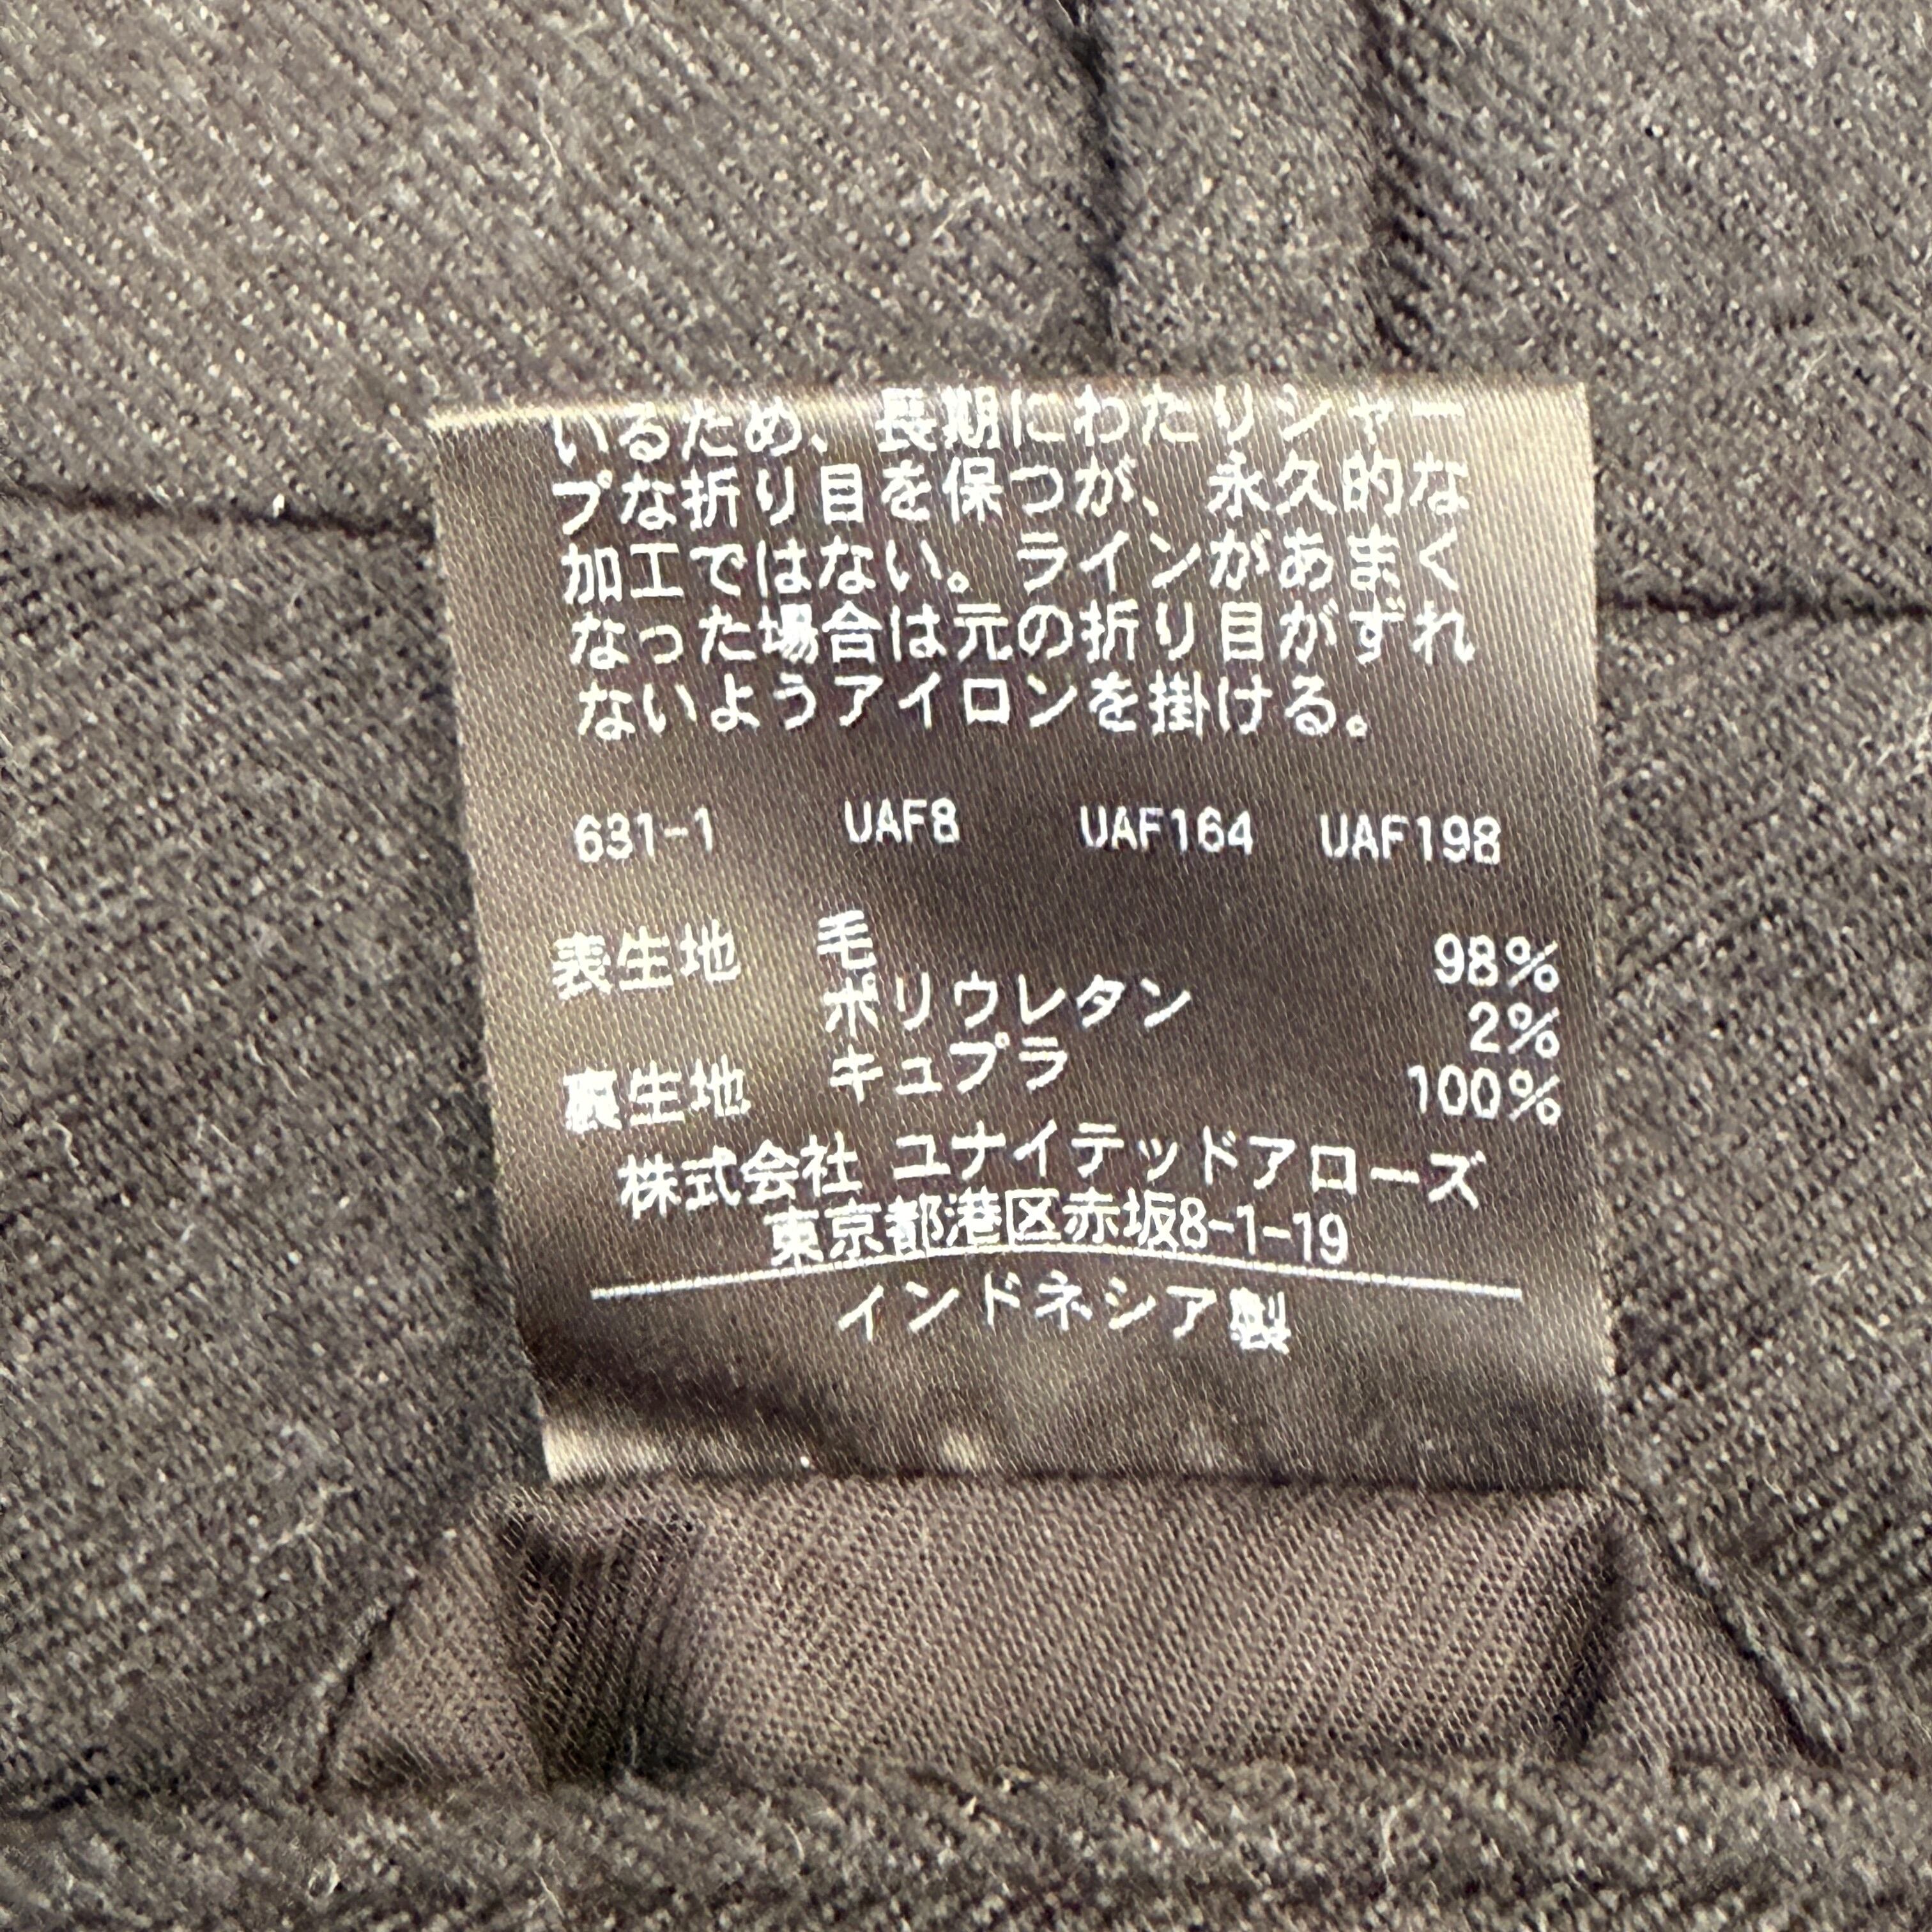 いるため、長期にわたりシャー
プな折り目を保つが、永久的な
加工ではない。ラインがあまく
なった場合は元の折り目がずれ
ないようアイロンを掛ける。
631-1 UAF8 UAF164 UAF198
表生地 毛 98%
ポリウレタン 2%
裏生地 キュプラ 100%
株式会社 ユナイテッドアローズ
東京都港区赤坂8-1-19
インドネシア製